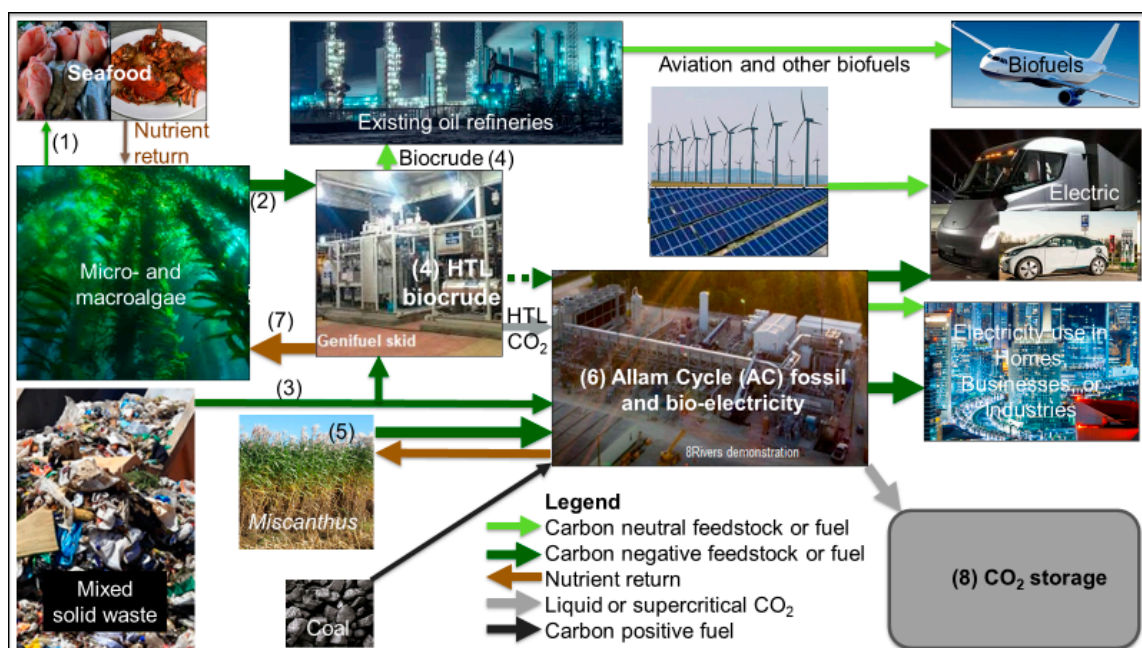 Seafood
(1)
Nutrient
return
Existing oil refineries
Aviation and other biofuels
Biofuels
Biocrude (4)
(2)
Micro- and
macroalgae
(4) HTL
biocrude
Genifuel skid
(7)
HTL
CO₂
Electric
(3)
(5)
Miscanthus
(6) Allam Cycle (AC) fossil
and bio-electricity
8Rivers demonstration
Electricity use in
Homes,
Businesses, or
Industries
Mixed
solid waste
Coal
Legend
Carbon neutral feedstock or fuel
Carbon negative feedstock or fuel
Nutrient return
Liquid or supercritical CO₂
Carbon positive fuel
(8) CO₂ storage